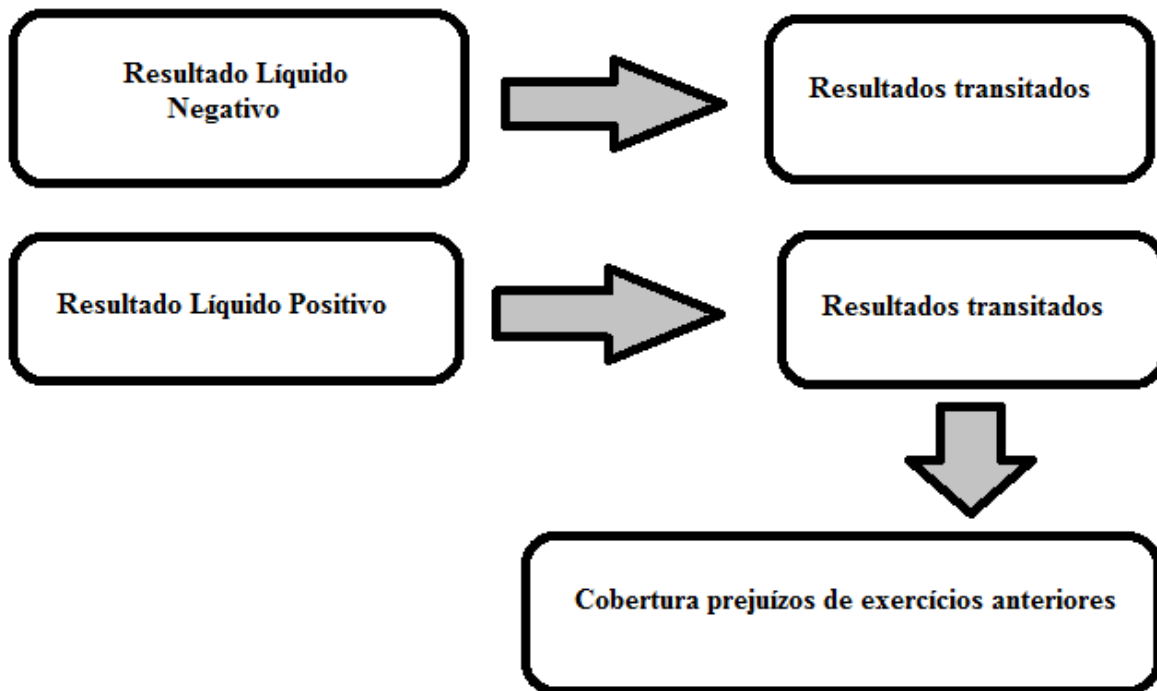 Resultado Líquido
Negativo
Resultados transitados
Resultado Líquido Positivo
Resultados transitados
Cobertura prejuízos de exercícios anteriores